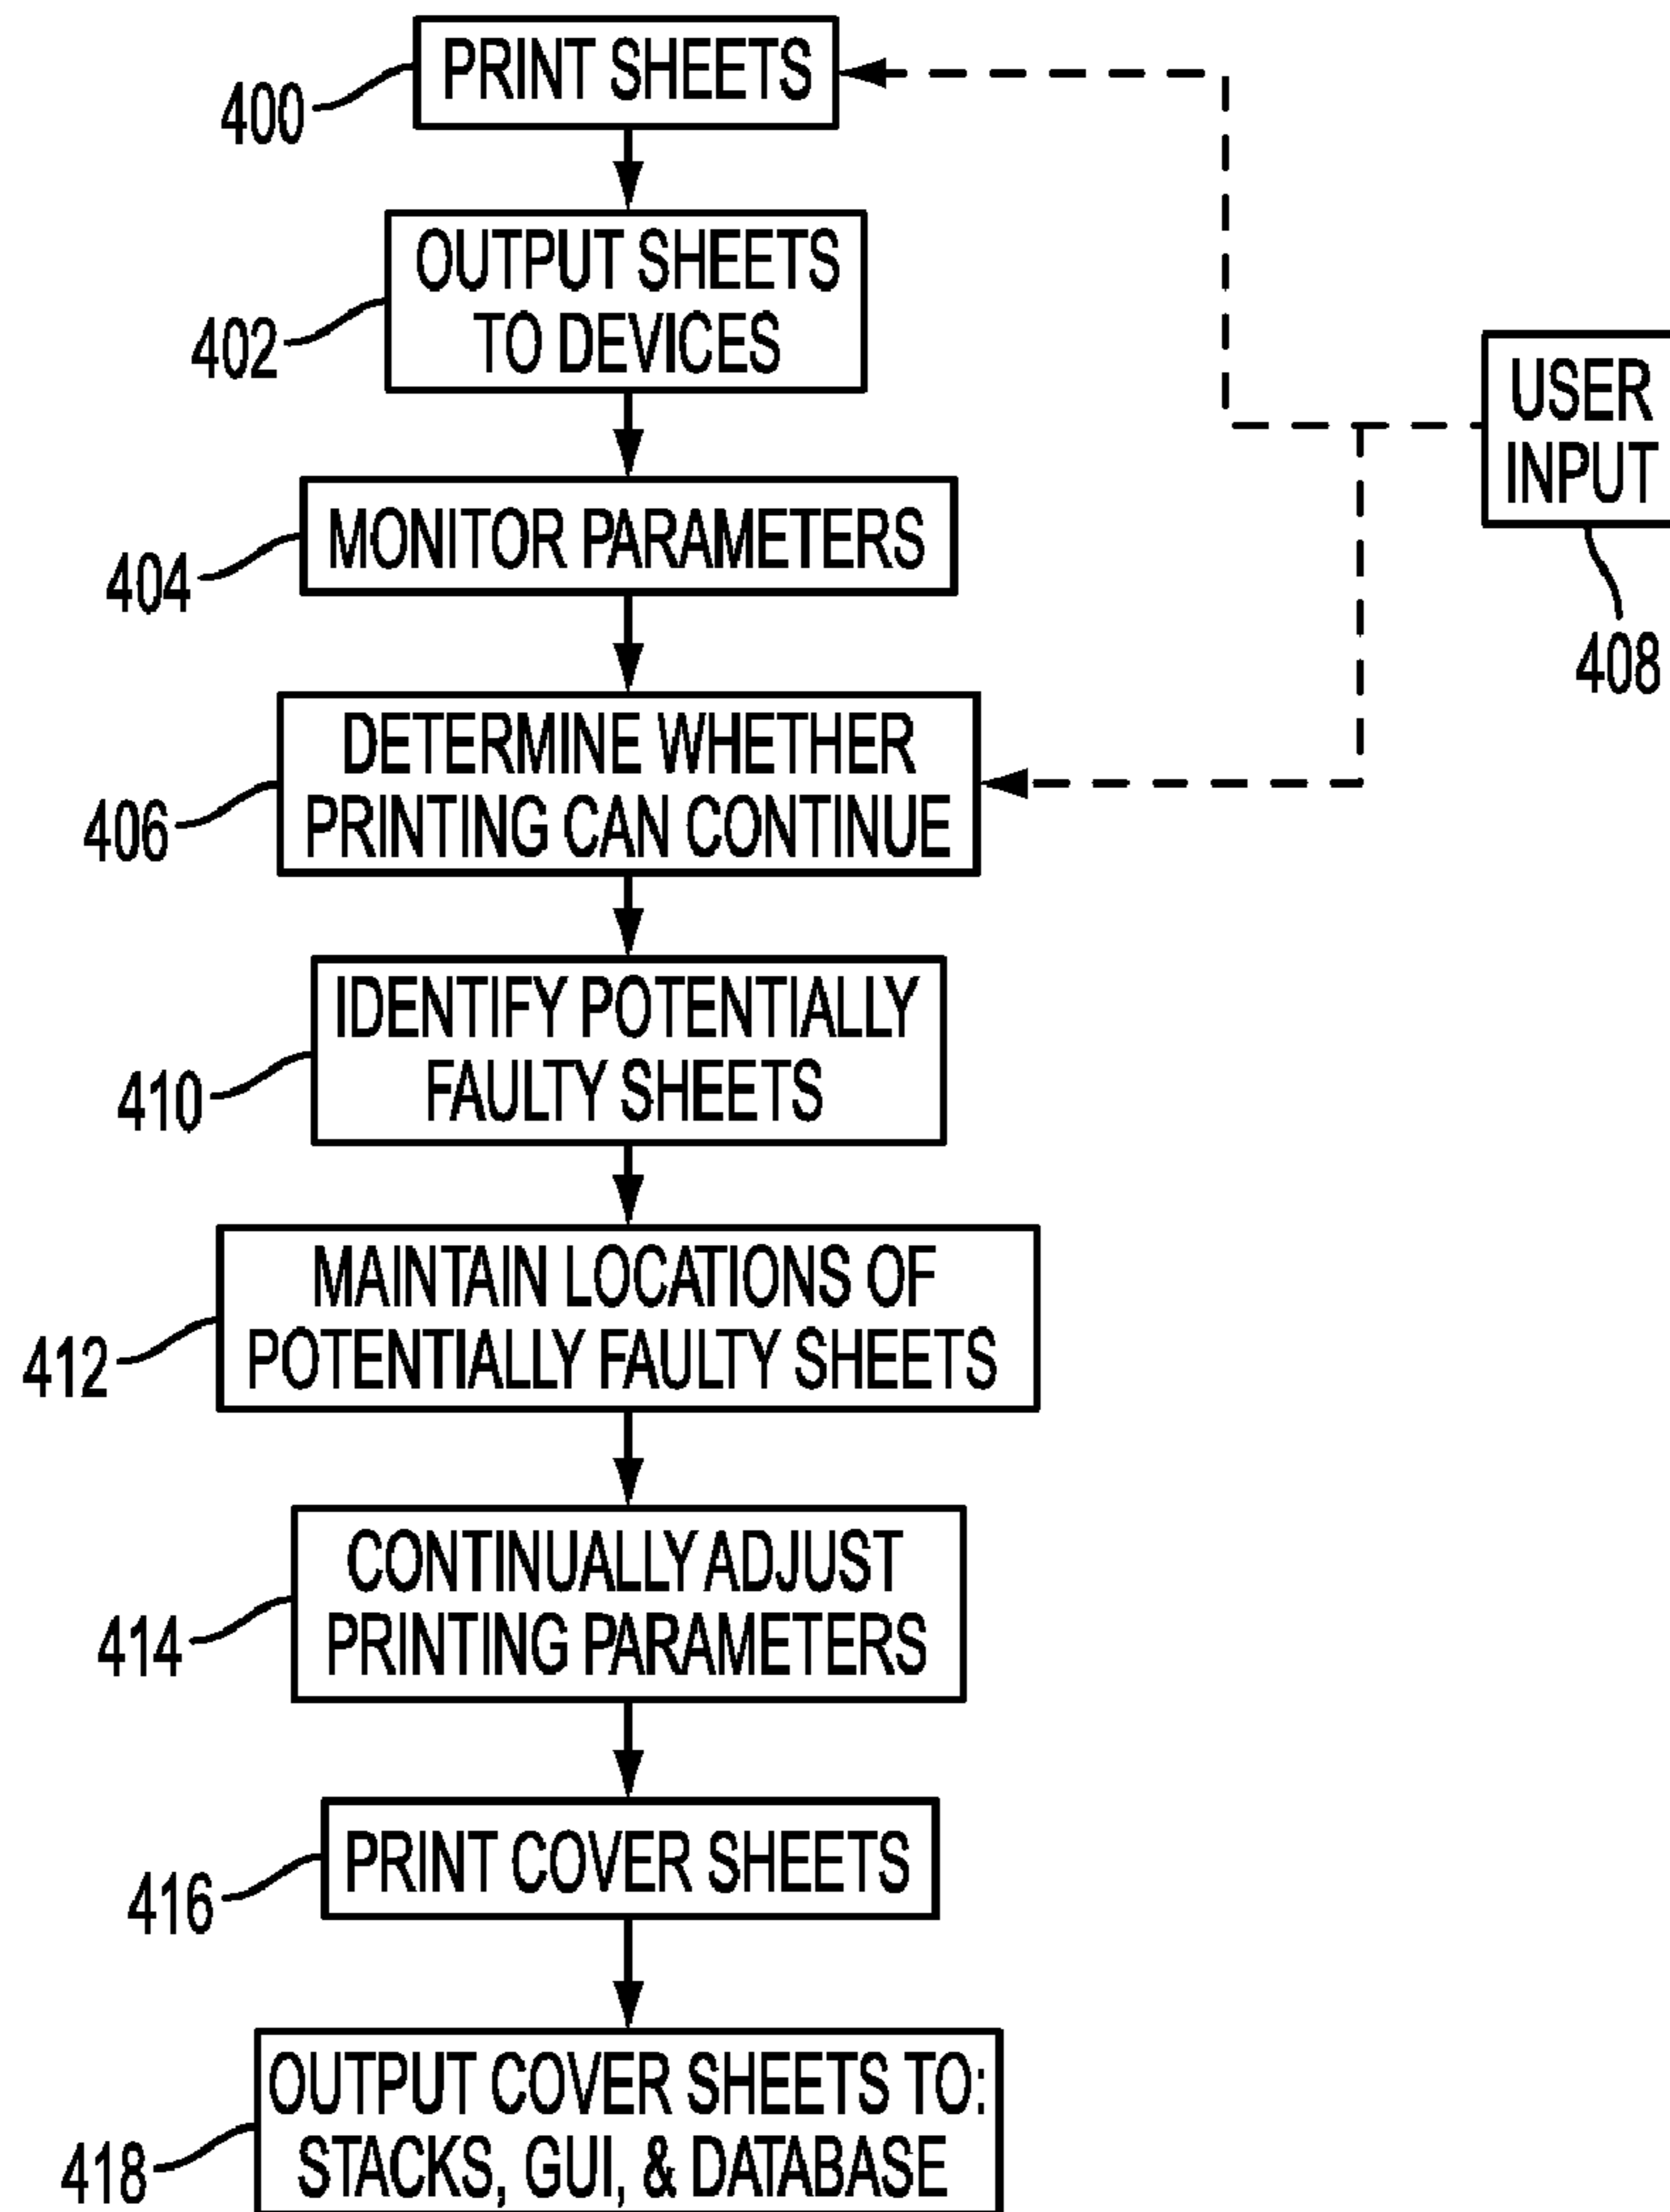 PRINT SHEETS
400
OUTPUT SHEETS
TO DEVICES
402
USER
INPUT
408
MONITOR PARAMETERS
404
DETERMINE WHETHER
PRINTING CAN CONTINUE
406
IDENTIFY POTENTIALLY
FAULTY SHEETS
410
MAINTAIN LOCATIONS OF
POTENTIALLY FAULTY SHEETS
412
CONTINUALLY ADJUST
PRINTING PARAMETERS
414
PRINT COVER SHEETS
416
OUTPUT COVER SHEETS TO:
STACKS, GUI, & DATABASE
418